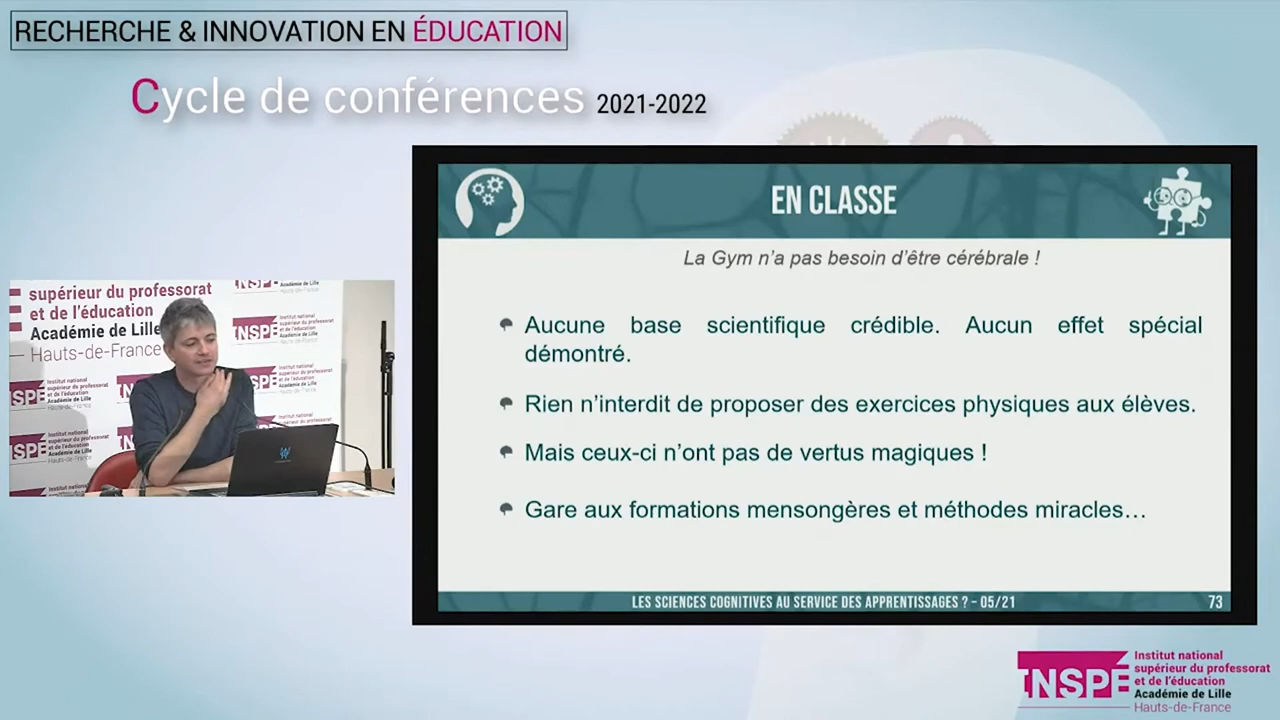 RECHERCHE & INNOVATION EN ÉDUCATION
Cycle de conférences 2021-2022
EN CLASSE
La Gym n'a pas besoin d'être cérébrale !
Aucune base scientifique crédible. Aucun effet spécial
démontré.
Rien n'interdit de proposer des exercices physiques aux élèves.
Mais ceux-ci n'ont pas de vertus magiques !
Gare aux formations mensongères et méthodes miracles…
LES SCIENCES COGNITIVES AU SERVICE DES APPRENTISSAGES ? – 05/21
73
supérieur du professorat
et de l'éducation
Académie de Lille
Hauts-de-France
INSPÉ
Institut national
supérieur du professorat
et de l'éducation
Académie de Lille
Hauts-de-France